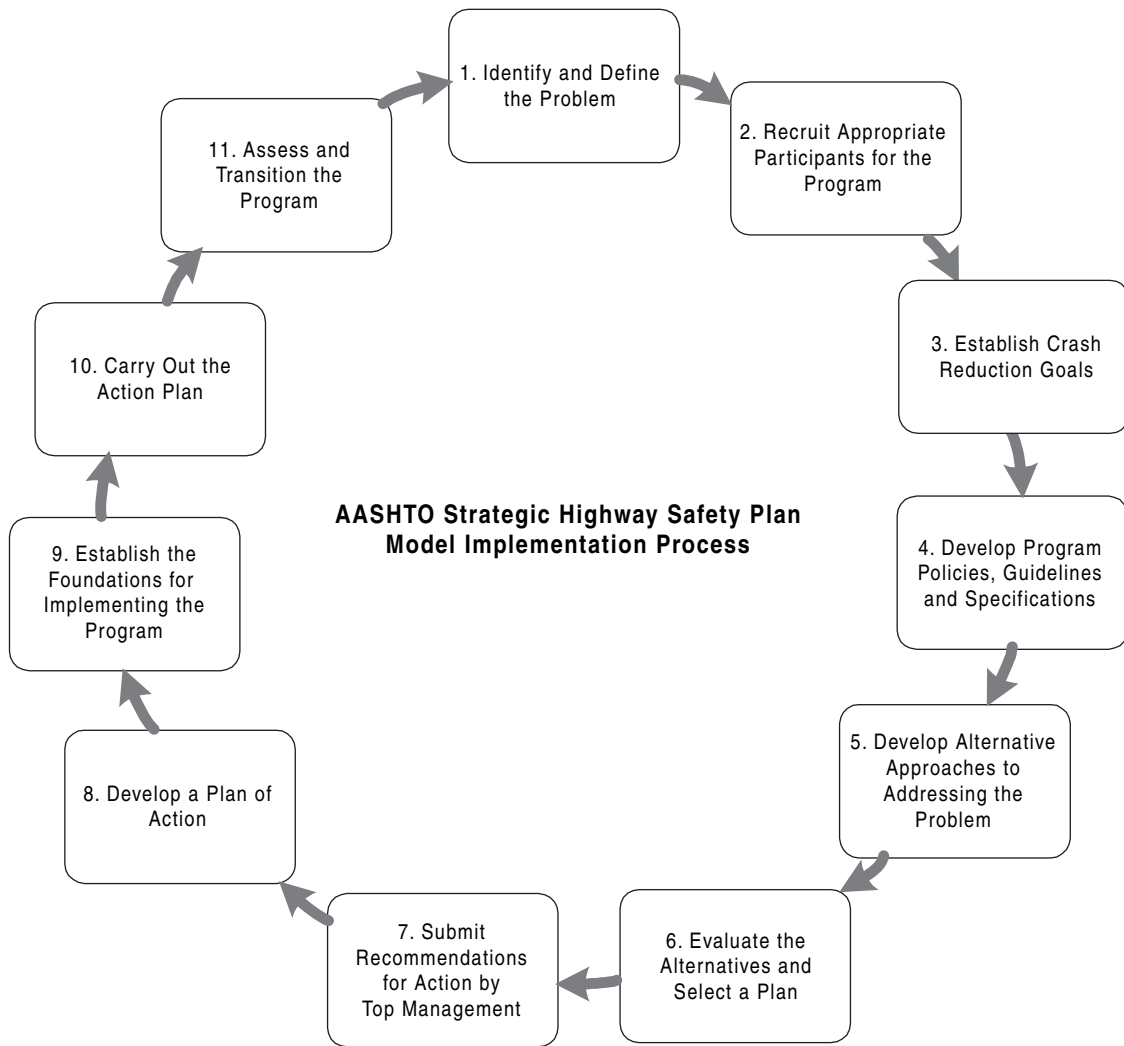 1. Identify and Define
the Problem
2. Recruit Appropriate
Participants for the
Program
3. Establish Crash
Reduction Goals
4. Develop Program
Policies, Guidelines
and Specifications
5. Develop Alternative
Approaches to
Addressing the
Problem
6. Evaluate the
Alternatives and
Select a Plan
7. Submit
Recommendations
for Action by
Top Management
8. Develop a Plan of
Action
9. Establish the
Foundations for
Implementing the
Program
10. Carry Out the
Action Plan
11. Assess and
Transition the
Program
AASHTO Strategic Highway Safety Plan
Model Implementation Process